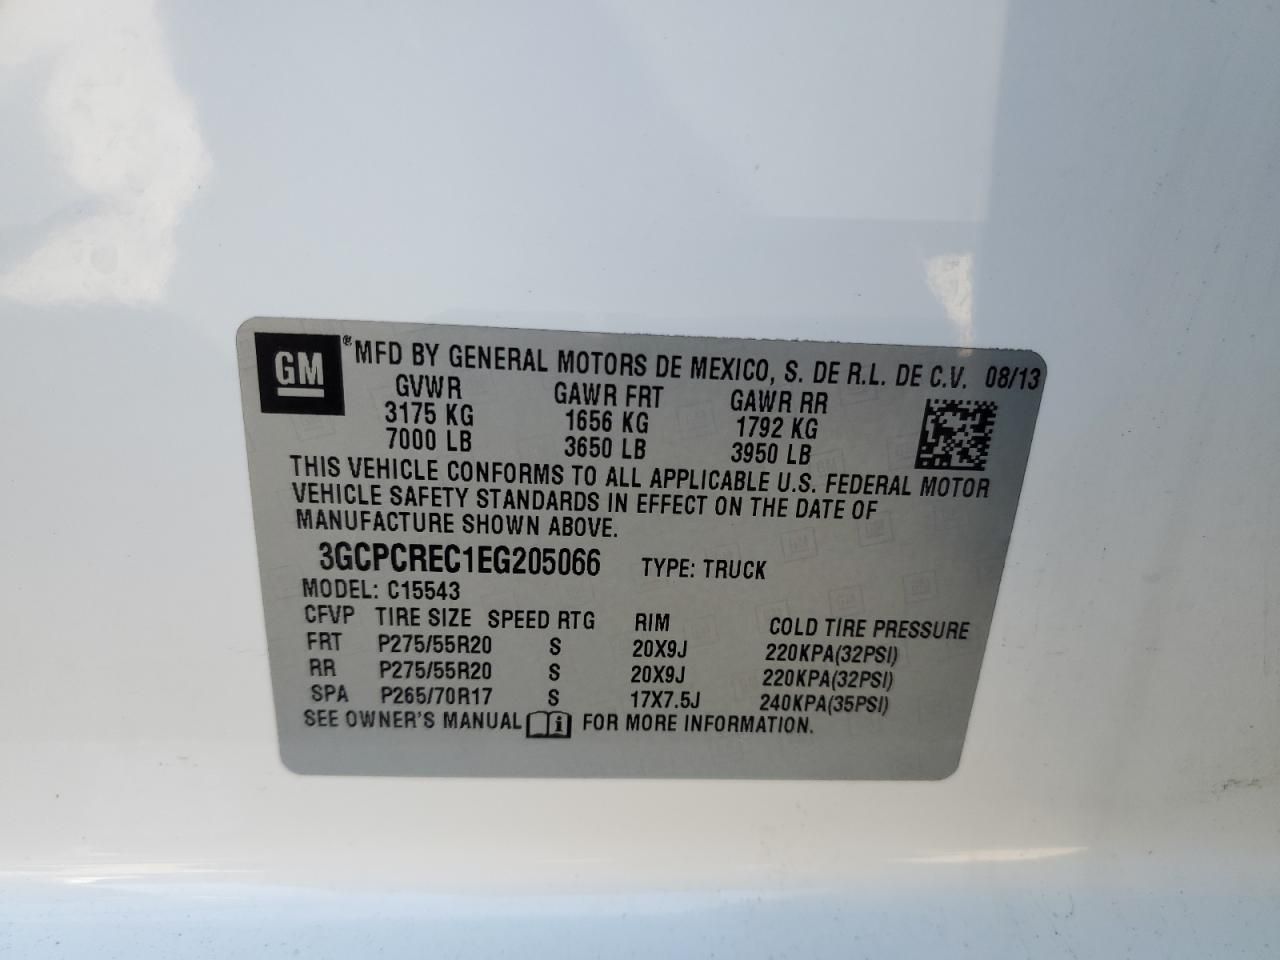 GM ® MFD BY GENERAL MOTORS DE MEXICO, S. DE R.L. DE C.V. 08/13
GVWR GAWR FRT GAWR RR
3175 KG 1656 KG 1792 KG
7000 LB 3650 LB 3950 LB
THIS VEHICLE CONFORMS TO ALL APPLICABLE U.S. FEDERAL MOTOR
VEHICLE SAFETY STANDARDS IN EFFECT ON THE DATE OF
MANUFACTURE SHOWN ABOVE.
3GCPCREC1EG205066 TYPE: TRUCK
MODEL: C15543
CFVP TIRE SIZE SPEED RTG RIM COLD TIRE PRESSURE
FRT P275/55R20 S 20X9J 220KPA(32PSI)
RR P275/55R20 S 20X9J 220KPA(32PSI)
SPA P265/70R17 S 17X7.5J 240KPA(35PSI)
SEE OWNER'S MANUAL i FOR MORE INFORMATION.